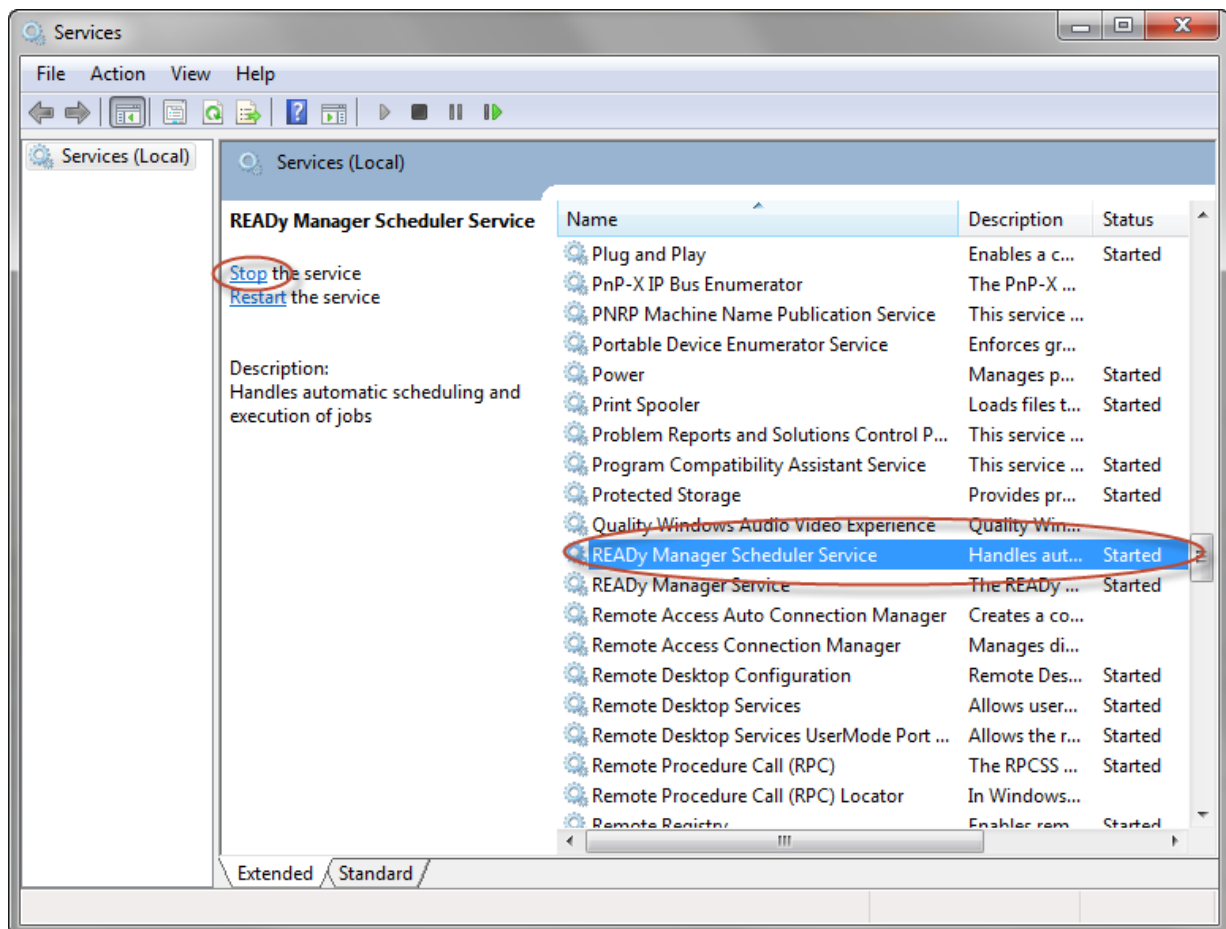 Services
File Action View Help
Services (Local)
Services (Local)
READy Manager Scheduler Service
Stop the service
Restart the service
Description:
Handles automatic scheduling and
execution of jobs
Name Description Status
Plug and Play Enables a c... Started
PnP-X IP Bus Enumerator The PnP-X ...
PNRP Machine Name Publication Service This service ...
Portable Device Enumerator Service Enforces gr...
Power Manages p... Started
Print Spooler Loads files t... Started
Problem Reports and Solutions Control P... This service ...
Program Compatibility Assistant Service This service ... Started
Protected Storage Provides pr... Started
Quality Windows Audio Video Experience Quality Win...
READy Manager Scheduler Service Handles aut... Started
READy Manager Service The READy ... Started
Remote Access Auto Connection Manager Creates a co...
Remote Access Connection Manager Manages di...
Remote Desktop Configuration Remote Des... Started
Remote Desktop Services Allows user... Started
Remote Desktop Services UserMode Port ... Allows the r... Started
Remote Procedure Call (RPC) The RPCSS ... Started
Remote Procedure Call (RPC) Locator In Windows...
Remote Registry Enables rem... Started
Extended Standard